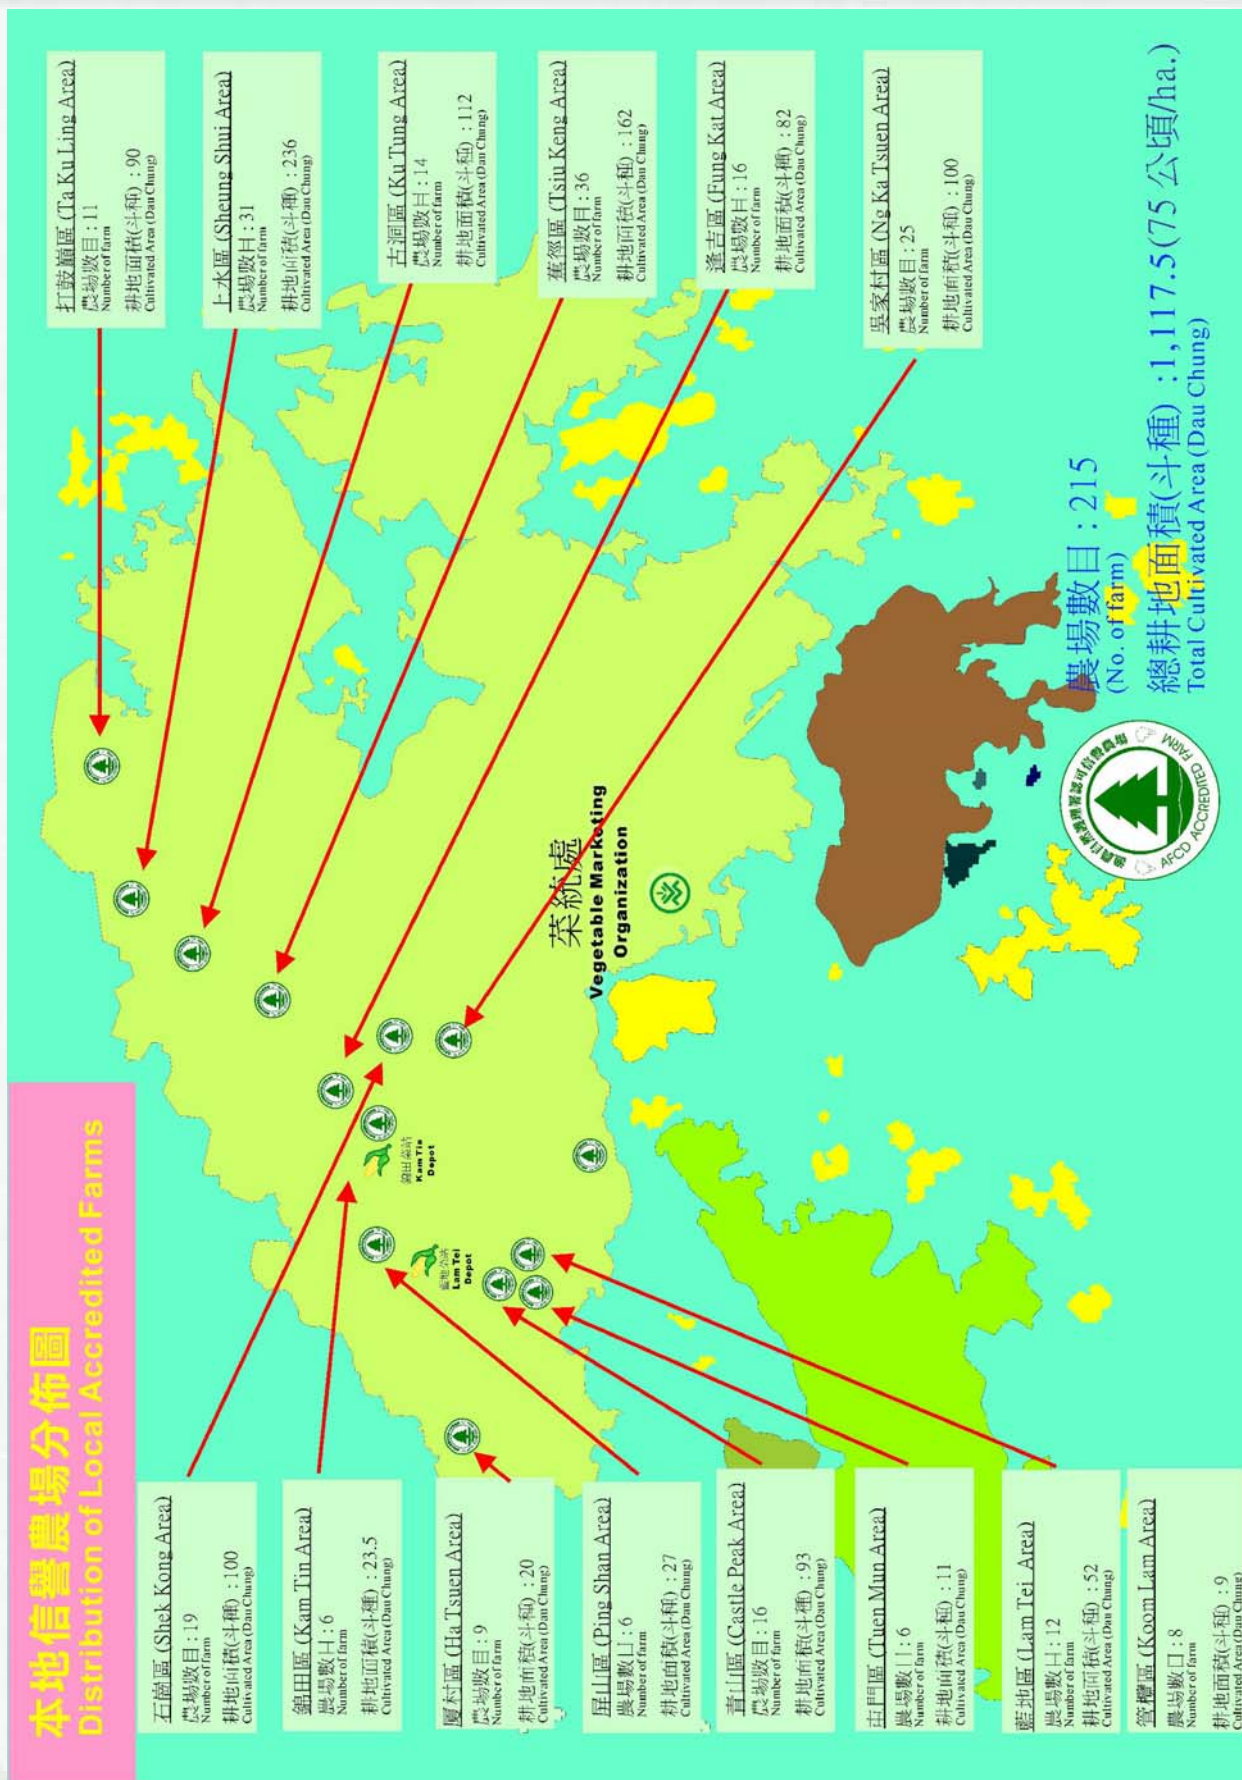 本地信譽農場分佈圖
Distribution of Local Accredited Farms
打鼓嶺區 (Ta Ku Ling Area)
農場數目 : 11
Number of farm
耕地面積(斗種) : 90
Cultivated Area (Dau Chung)
上水區 (Sheung Shui Area)
農場數目 : 31
Number of farm
耕地面積(斗種) : 236
Cultivated Area (Dau Chung)
古洞區 (Ku Tung Area)
農場數目 : 14
Number of farm
耕地面積(斗種) : 112
Cultivated Area (Dau Chung)
蕉徑區 (Tsiu Keng Area)
農場數目 : 36
Number of farm
耕地面積(斗種) : 162
Cultivated Area (Dau Chung)
逢吉區 (Fung Kat Area)
農場數目 : 16
Number of farm
耕地面積(斗種) : 82
Cultivated Area (Dau Chung)
吳家村區 (Ng Ka Tsuen Area)
農場數目 : 25
Number of farm
耕地面積(斗種) : 100
Cultivated Area (Dau Chung)
錦田菜站
Kam Tin
Depot
藍地菜站
Lam Tei
Depot
菜統處
Vegetable Marketing
Organization
石崗區 (Shek Kong Area)
農場數目 : 19
Number of farm
耕地面積(斗種) : 100
Cultivated Area (Dau Chung)
錦田區 (Kam Tin Area)
農場數目 : 6
Number of farm
耕地面積(斗種) : 23.5
Cultivated Area (Dau Chung)
廈村區 (Ha Tsuen Area)
農場數目 : 9
Number of farm
耕地面積(斗種) : 20
Cultivated Area (Dau Chung)
屏山區 (Ping Shan Area)
農場數目 : 6
Number of farm
耕地面積(斗種) : 27
Cultivated Area (Dau Chung)
青山區 (Castle Peak Area)
農場數目 : 16
Number of farm
耕地面積(斗種) : 93
Cultivated Area (Dau Chung)
屯門區 (Tuen Mun Area)
農場數目 : 6
Number of farm
耕地面積(斗種) : 11
Cultivated Area (Dau Chung)
藍地區 (Lam Tei Area)
農場數目 : 12
Number of farm
耕地面積(斗種) : 52
Cultivated Area (Dau Chung)
管欖區 (Koom Lam Area)
農場數目 : 8
Number of farm
耕地面積(斗種) : 9
Cultivated Area (Dau Chung)
漁農自然護理署認可信譽農場
AFCD ACCREDITED FARM
農場數目 : 215
(No. of farm)
總耕地面積(斗種) :1,117.5(75 公頃/ha.)
Total Cultivated Area (Dau Chung)